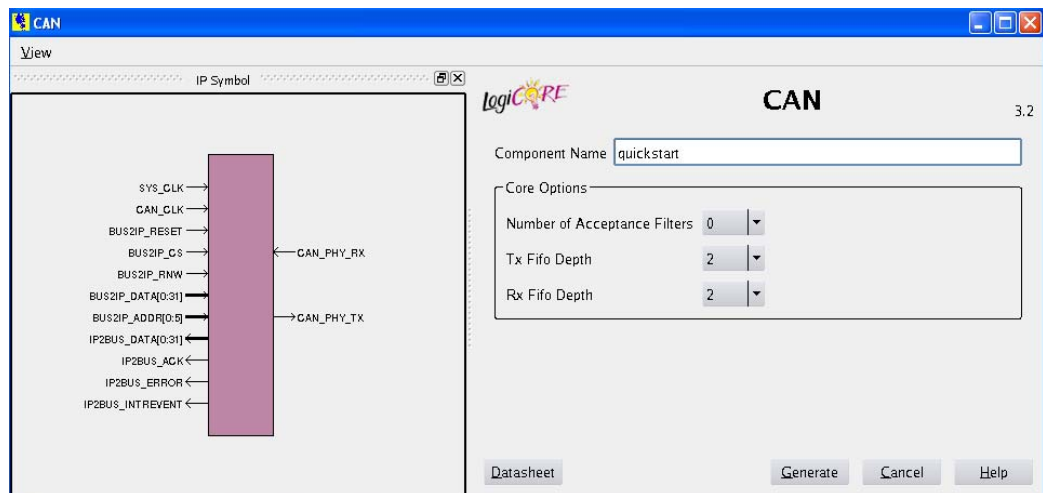 CAN
View
IP Symbol
SYS_CLK
CAN_CLK
BUS2IP_RESET
BUS2IP_CS
BUS2IP_RNW
BUS2IP_DATA[0:31]
BUS2IP_ADDR[0:5]
IP2BUS_DATA[0:31]
IP2BUS_ACK
IP2BUS_ERROR
IP2BUS_INTREVENT
CAN_PHY_RX
CAN_PHY_TX
LogiCORE
CAN
3.2
Component Name quickstart
Core Options
Number of Acceptance Filters 0
Tx Fifo Depth 2
Rx Fifo Depth 2
Datasheet Generate Cancel Help